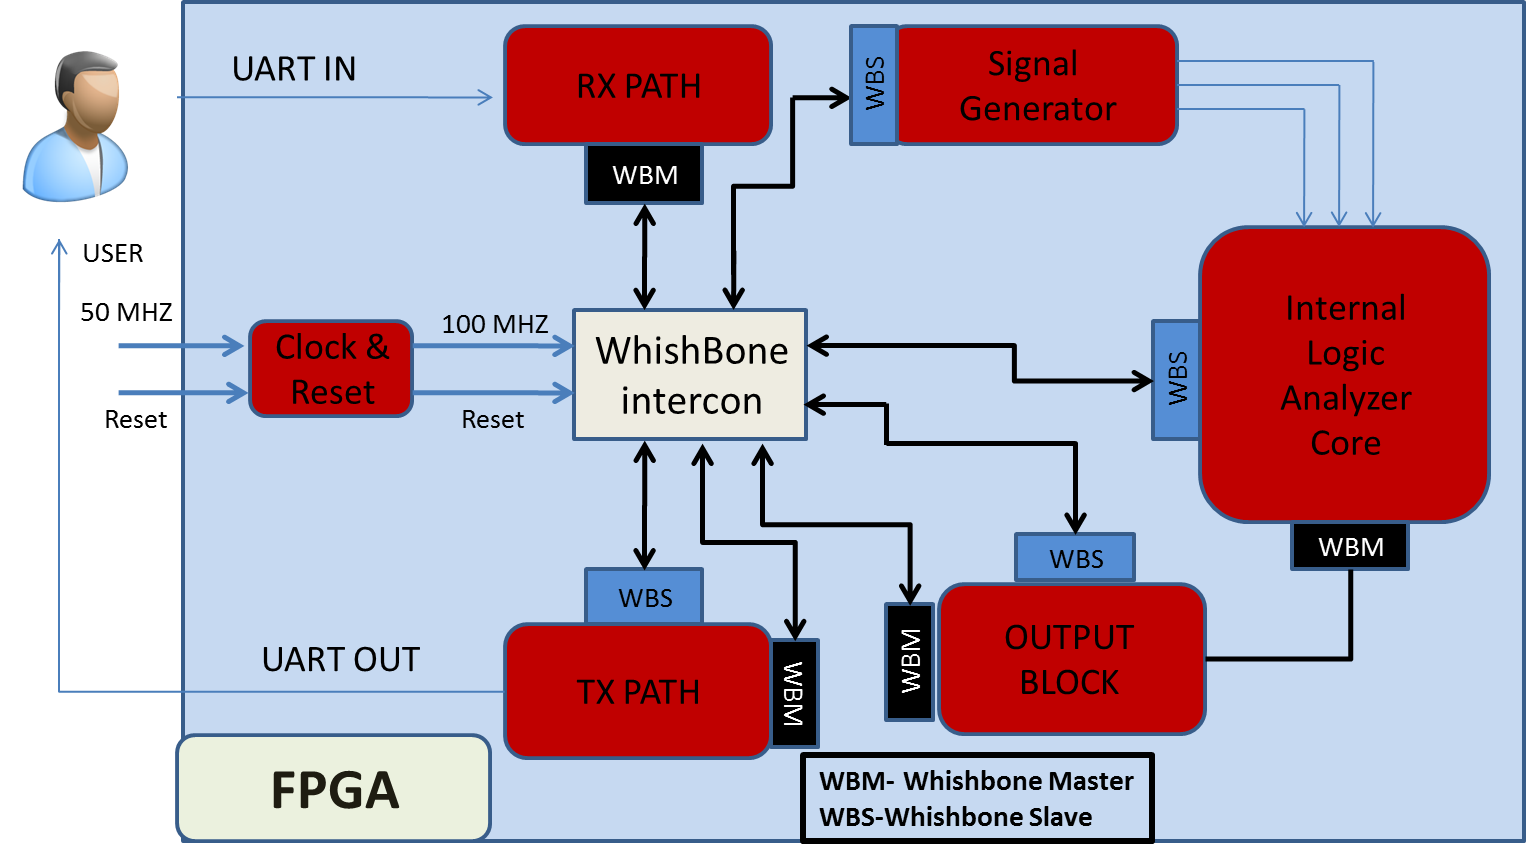 UART IN
RX PATH
WBM
WBS
Signal
Generator
USER
50 MHZ
Clock &
Reset
100 MHZ
Reset
Reset
WhishBone
intercon
WBS
Internal
Logic
Analyzer
Core
WBM
WBS
TX PATH
WBM
UART OUT
WBM
WBS
OUTPUT
BLOCK
FPGA
WBM- Whishbone Master
WBS-Whishbone Slave